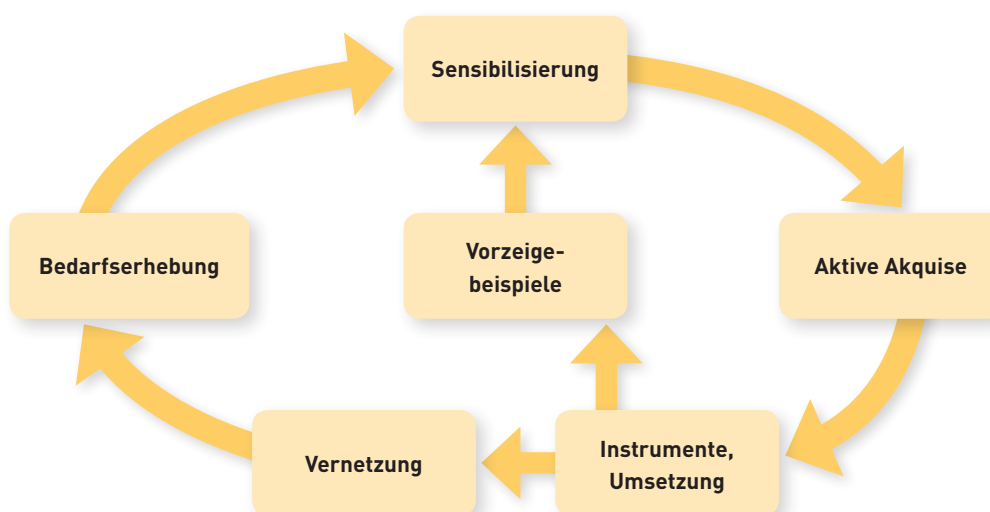 Sensibilisierung
Bedarfserhebung
Vorzeige-
beispiele
Aktive Akquise
Vernetzung
Instrumente,
Umsetzung